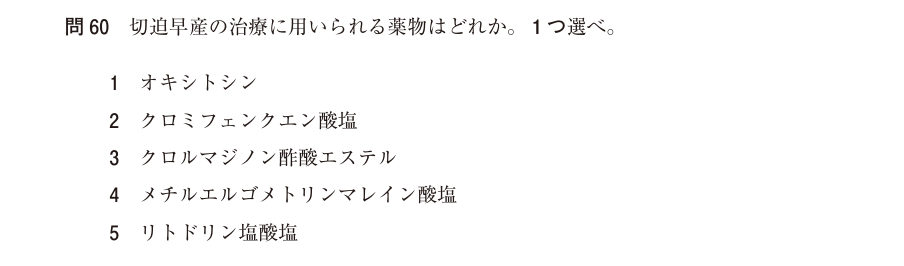 問 60 切迫早産の治療に用いられる薬物はどれか。1つ選べ。
1 オキシトシン
2 クロミフェンクエン酸塩
3 クロルマジノン酢酸エステル
4 メチルエルゴメトリンマレイン酸塩
5 リトドリン塩酸塩